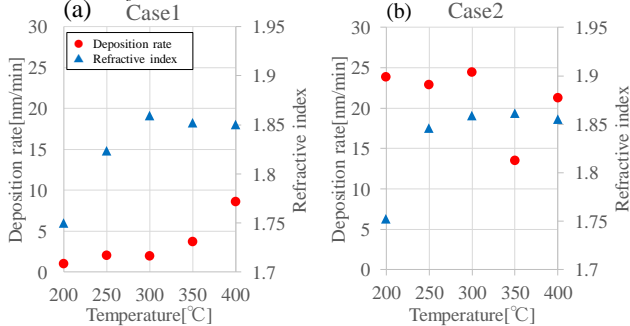 (a)
Case1
Deposition rate
Refractive index
30
25
20
15
10
5
0
Deposition rate[nm/min]
1.95
1.9
1.85
1.8
1.75
1.7
Refractive index
200 250 300 350 400
Temperature[℃]
(b)
Case2
30
25
20
15
10
5
0
Deposition rate[nm/min]
1.95
1.9
1.85
1.8
1.75
1.7
Refractive index
200 250 300 350 400
Temperature[℃]